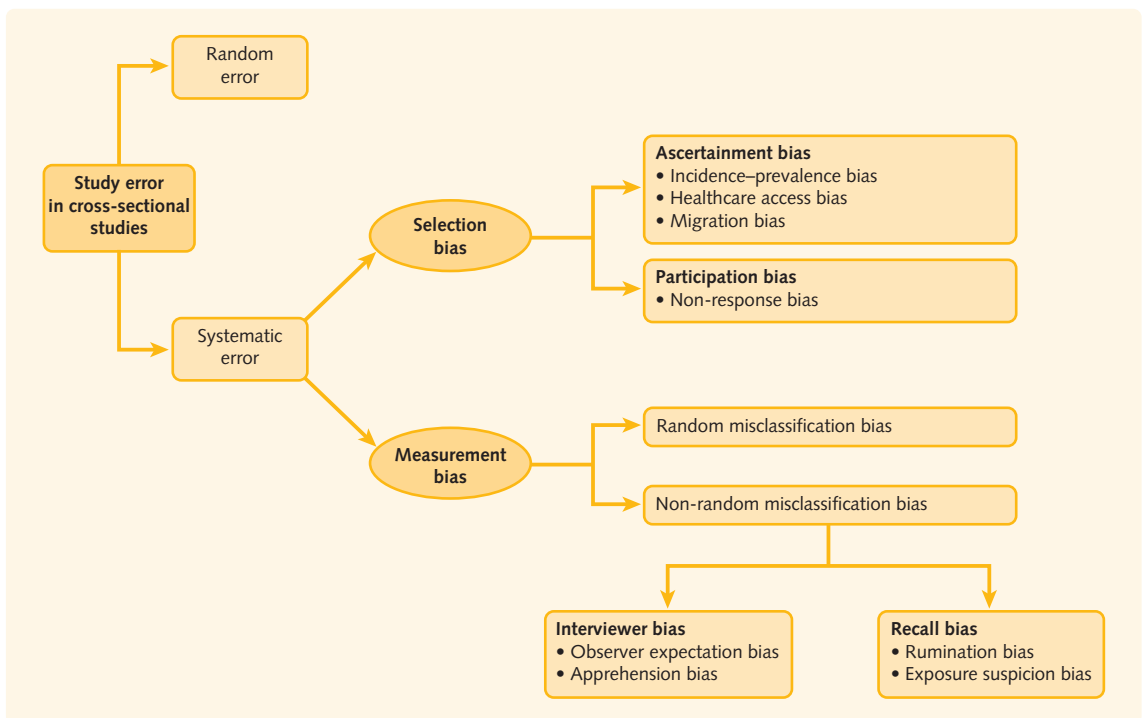 Random
error
Study error
in cross-sectional
studies
Systematic
error
Selection
bias
Ascertainment bias
• Incidence–prevalence bias
• Healthcare access bias
• Migration bias
Participation bias
• Non-response bias
Measurement
bias
Random misclassification bias
Non-random misclassification bias
Interviewer bias
• Observer expectation bias
• Apprehension bias
Recall bias
• Rumination bias
• Exposure suspicion bias